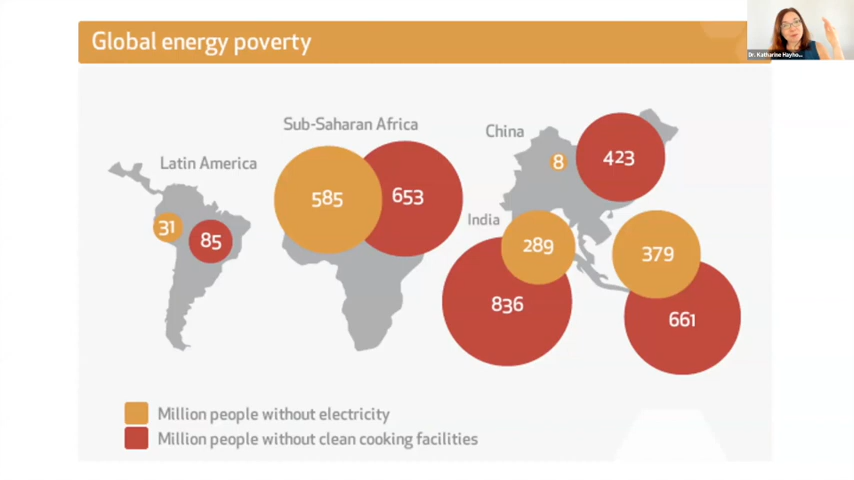 Global energy poverty
Dr. Katharine Hayho...
Sub-Saharan Africa
China
Latin America
8
423
585
653
India
31
85
289
379
836
661
Million people without electricity
Million people without clean cooking facilities